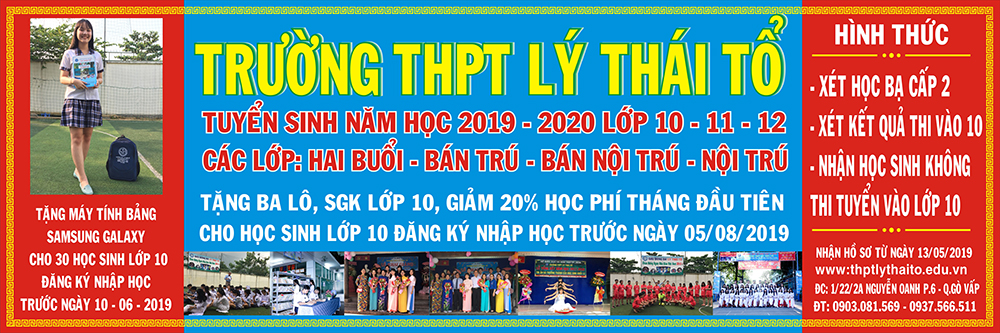 TRƯỜNG THPT LÝ THÁI TỔ
TUYỂN SINH NĂM HỌC 2019 - 2020 LỚP 10 - 11 - 12
CÁC LỚP: HAI BUỔI - BÁN TRÚ - BÁN NỘI TRÚ - NỘI TRÚ
TẶNG BA LÔ, SGK LỚP 10, GIẢM 20% HỌC PHÍ THÁNG ĐẦU TIÊN
CHO HỌC SINH LỚP 10 ĐĂNG KÝ NHẬP HỌC TRƯỚC NGÀY 05/08/2019
TẶNG MÁY TÍNH BẢNG
SAMSUNG GALAXY
CHO 30 HỌC SINH LỚP 10
ĐĂNG KÝ NHẬP HỌC
TRƯỚC NGÀY 10 - 06 - 2019
HÌNH THỨC
- XÉT HỌC BẠ CẤP 2
- XÉT KẾT QUẢ THI VÀO 10
- NHẬN HỌC SINH KHÔNG
THI TUYỂN VÀO LỚP 10
NHẬN HỒ SƠ TỪ NGÀY 13/05/2019
www.thptlythaito.edu.vn
ĐC: 1/22/2A NGUYỄN OANH P.6 - Q.GÒ VẤP
ĐT: 0903.081.569 - 0937.566.511